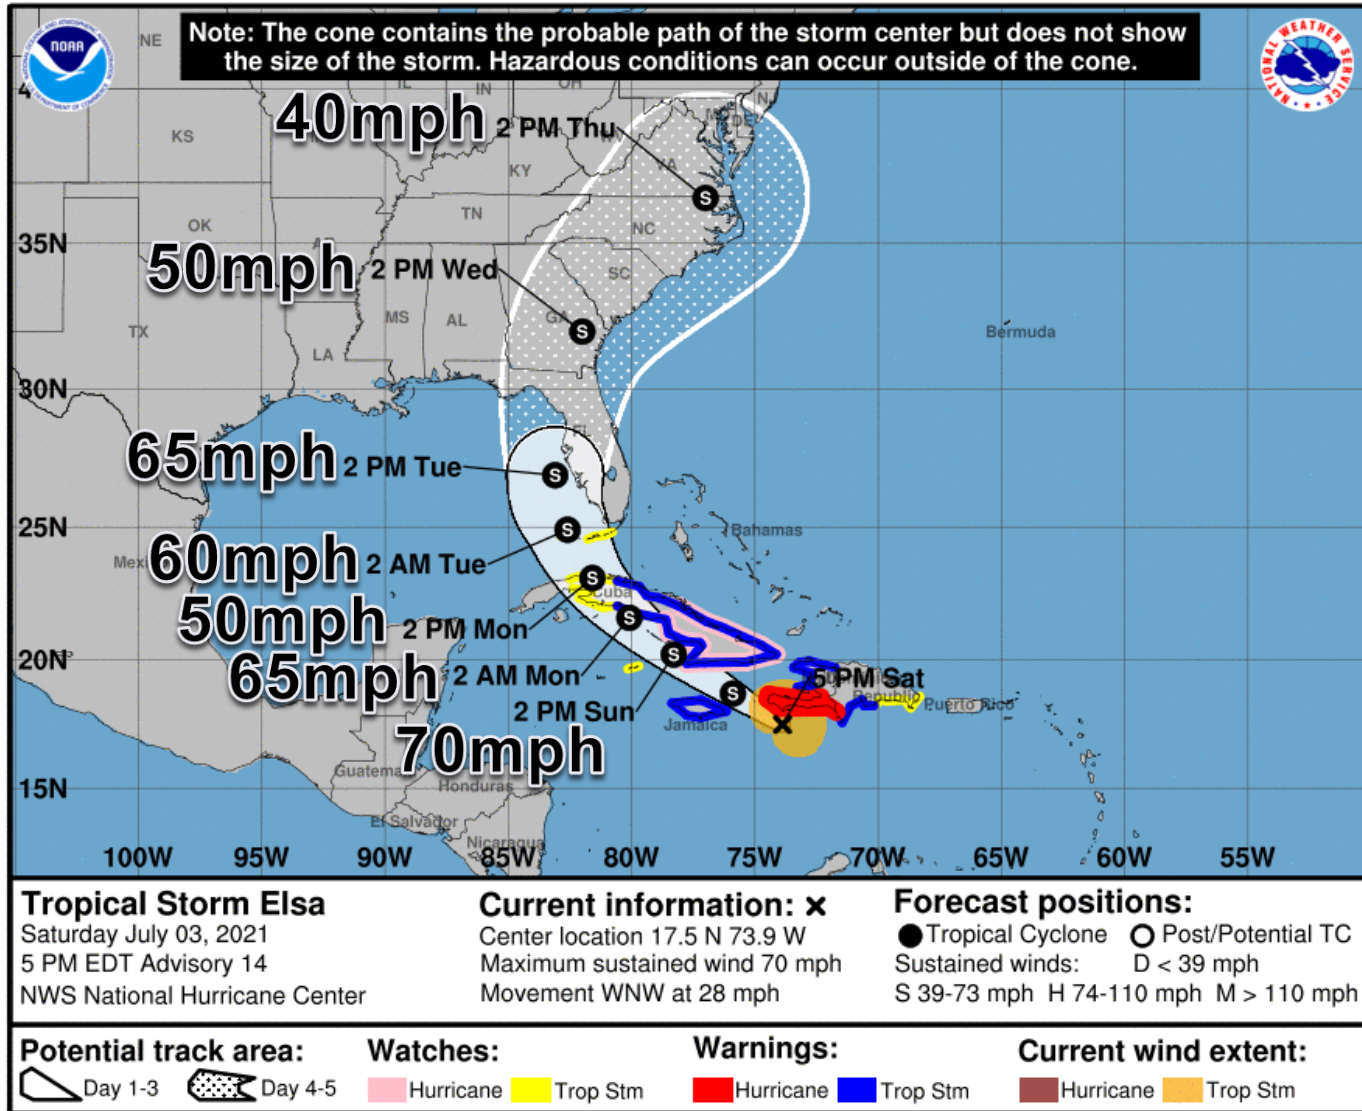 Note: The cone contains the probable path of the storm center but does not show
the size of the storm. Hazardous conditions can occur outside of the cone.
NOAA
NATIONAL WEATHER SERVICE
NE
IL
IN
OH
40mph 2 PM Thu
KS
KY
VA
DE
OK
TN
NC
35N
50mph 2 PM Wed
SC
TX
MS
AL
GA
Bermuda
LA
30N
FL
65mph 2 PM Tue
25N
Bahamas
60mph 2 AM Tue
Cuba
50mph 2 PM Mon
20N
65mph 2 AM Mon
5 PM Sat
Republic
Puerto Rico
2 PM Sun
Jamaica
70mph
Guatemala
15N
Honduras
El Salvador
Nicaragua
100W 95W 90W 85W 80W 75W 70W 65W 60W 55W
Tropical Storm Elsa
Saturday July 03, 2021
5 PM EDT Advisory 14
NWS National Hurricane Center
Current information: x
Center location 17.5 N 73.9 W
Maximum sustained wind 70 mph
Movement WNW at 28 mph
Forecast positions:
Tropical Cyclone Post/Potential TC
Sustained winds: D < 39 mph
S 39-73 mph H 74-110 mph M > 110 mph
Potential track area:
Day 1-3 Day 4-5
Watches:
Hurricane Trop Stm
Warnings:
Hurricane Trop Stm
Current wind extent:
Hurricane Trop Stm